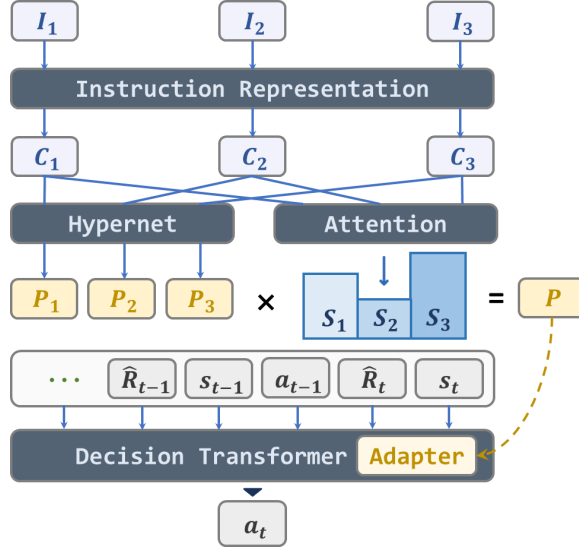 I₁ I₂ I₃
Instruction Representation
C₁ C₂ C₃
Hypernet Attention
P₁ P₂ P₃ × S₁ S₂ S₃ = P
··· R̂ₜ₋₁ sₜ₋₁ aₜ₋₁ R̂ₜ sₜ
Decision Transformer Adapter
aₜ